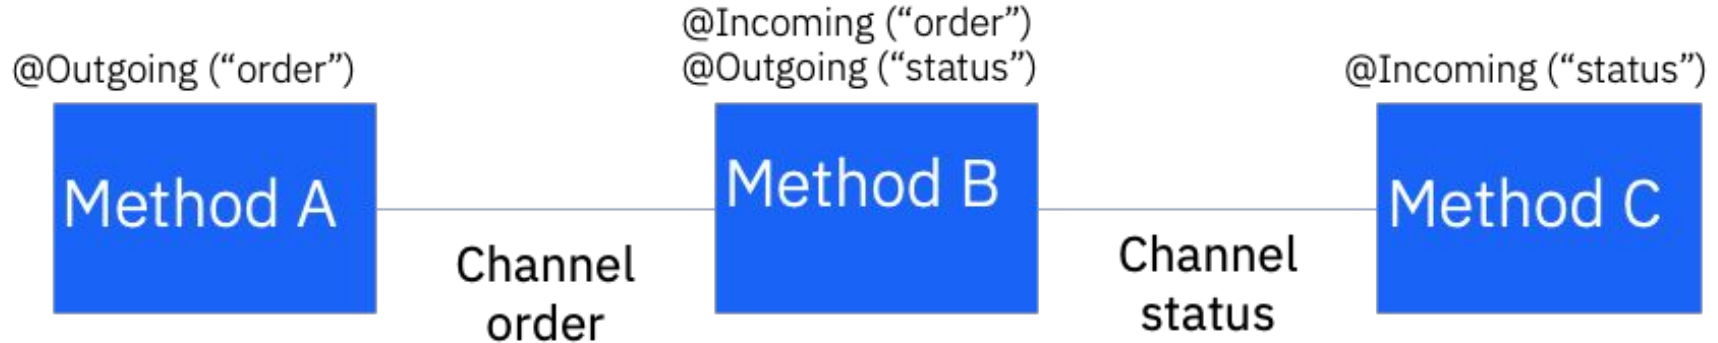 @Outgoing (“order”)
@Incoming (“order”)
@Outgoing (“status”)
@Incoming (“status”)
Method A
Channel
order
Method B
Channel
status
Method C